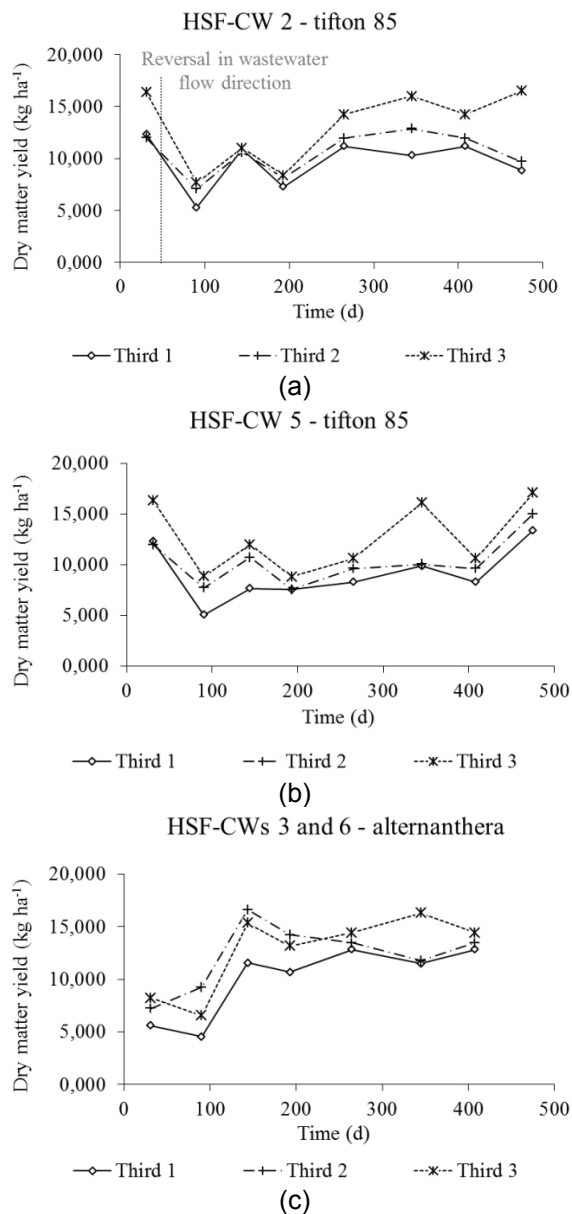 HSF-CW 2 - tifton 85
Dry matter yield (kg ha-1)
20,000
15,000
10,000
5,000
0,000
Reversal in wastewater
flow direction
0 100 200 300 400 500
Time (d)
Third 1 Third 2 Third 3
(a)
HSF-CW 5 - tifton 85
Dry matter yield (kg ha-1)
20,000
15,000
10,000
5,000
0,000
0 100 200 300 400 500
Time (d)
Third 1 Third 2 Third 3
(b)
HSF-CWs 3 and 6 - alternanthera
Dry matter yield (kg ha-1)
20,000
15,000
10,000
5,000
0,000
0 100 200 300 400 500
Time (d)
Third 1 Third 2 Third 3
(c)